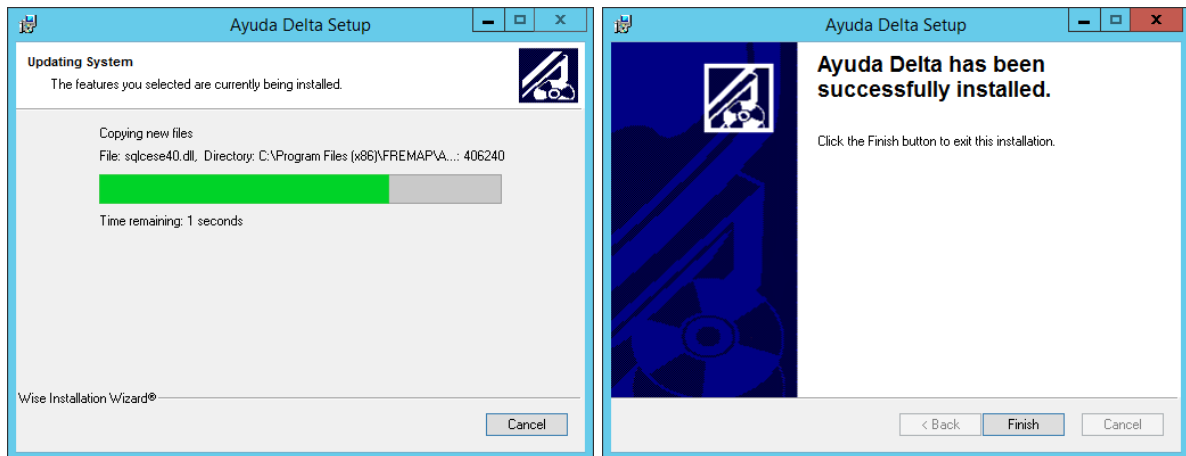 Ayuda Delta Setup
Updating System
The features you selected are currently being installed.
Copying new files
File: sqlcese40.dll, Directory: C:\Program Files (x86)\FREMAP\A...: 406240
Time remaining: 1 seconds
Wise Installation Wizard®
Cancel
Ayuda Delta Setup
Ayuda Delta has been
successfully installed.
Click the Finish button to exit this installation.
< Back
Finish
Cancel